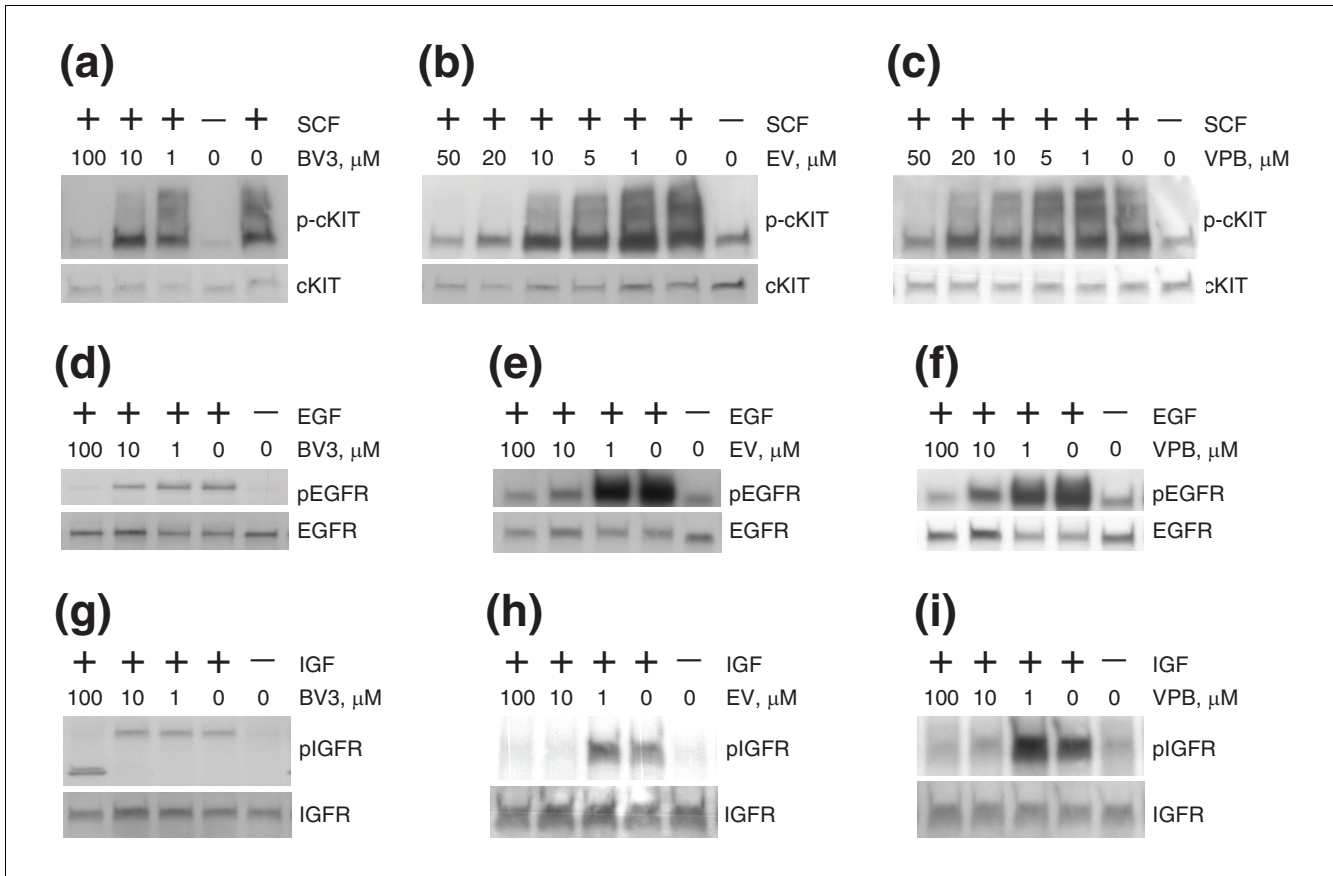 (a)
+ + + — + SCF
100 10 1 0 0 BV3, μM
p-cKIT
cKIT
(b)
+ + + + + + — SCF
50 20 10 5 1 0 0 EV, μM
p-cKIT
cKIT
(c)
+ + + + + + — SCF
50 20 10 5 1 0 0 VPB, μM
p-cKIT
cKIT
(d)
+ + + + — EGF
100 10 1 0 0 BV3, μM
pEGFR
EGFR
(e)
+ + + + — EGF
100 10 1 0 0 EV, μM
pEGFR
EGFR
(f)
+ + + + — EGF
100 10 1 0 0 VPB, μM
pEGFR
EGFR
(g)
+ + + + — IGF
100 10 1 0 0 BV3, μM
pIGFR
IGFR
(h)
+ + + + — IGF
100 10 1 0 0 EV, μM
pIGFR
IGFR
(i)
+ + + + — IGF
100 10 1 0 0 VPB, μM
pIGFR
IGFR